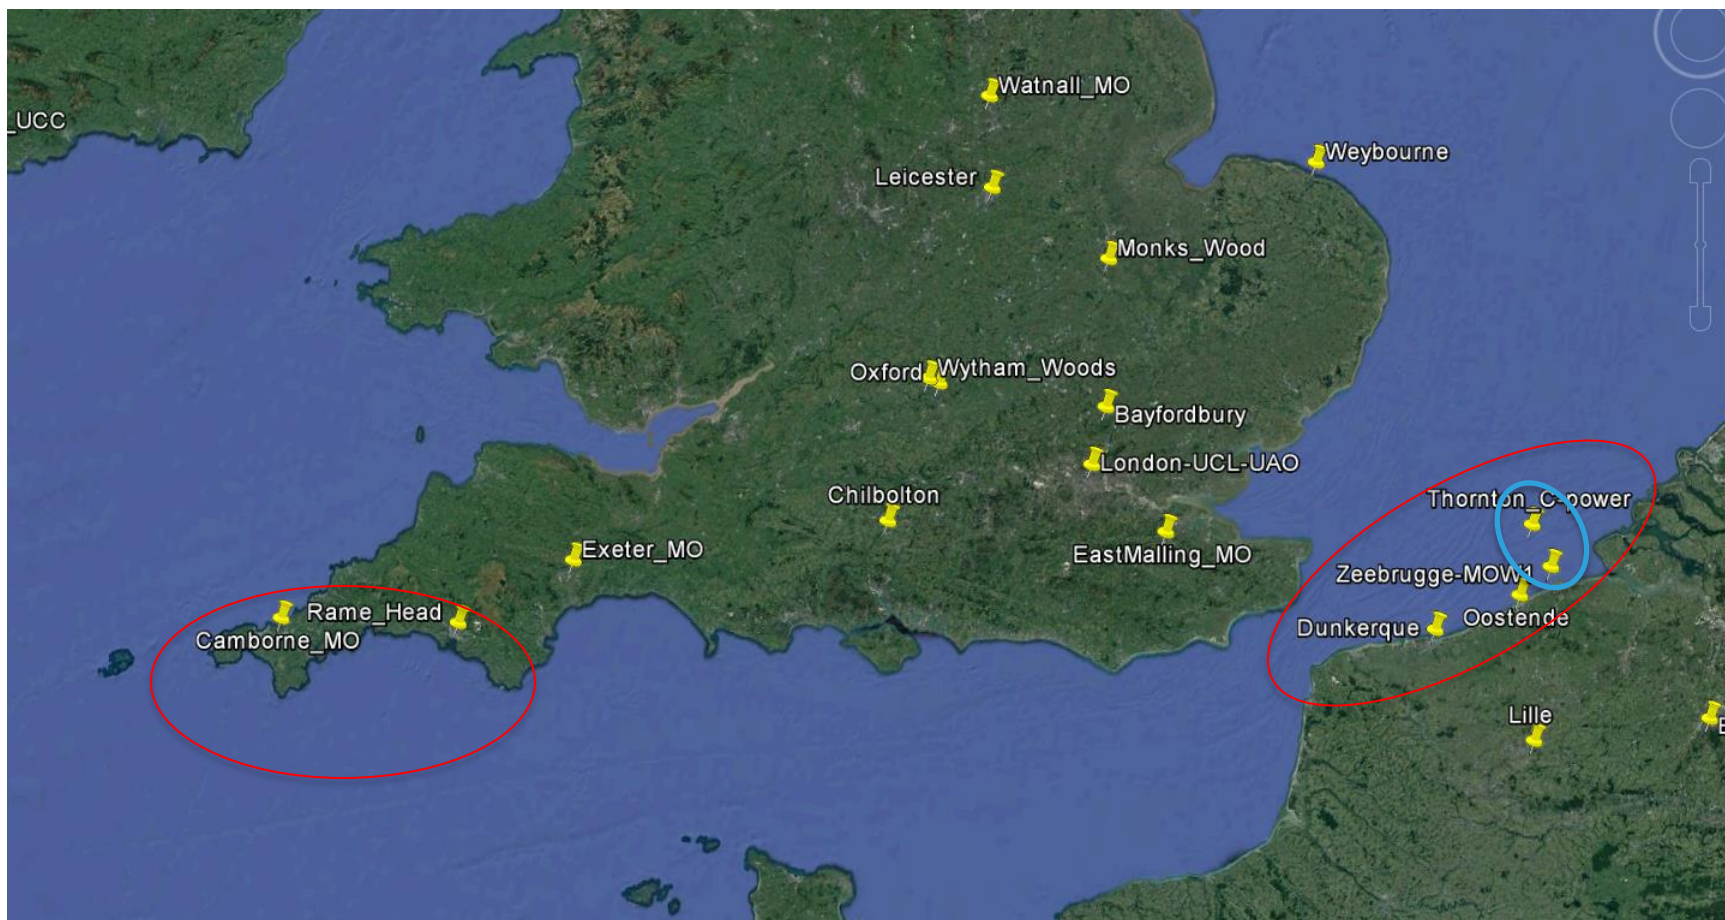 Watnall_MO
_UCC
Weybourne
Leicester
Monks_Wood
Oxford
Wytham_Woods
Bayfordbury
London-UCL-UAO
Chilbolton
Thornton_C-power
Exeter_MO
EastMalling_MO
Zeebrugge-MOW1
Rame_Head
Oostende
Dunkerque
Camborne_MO
Lille